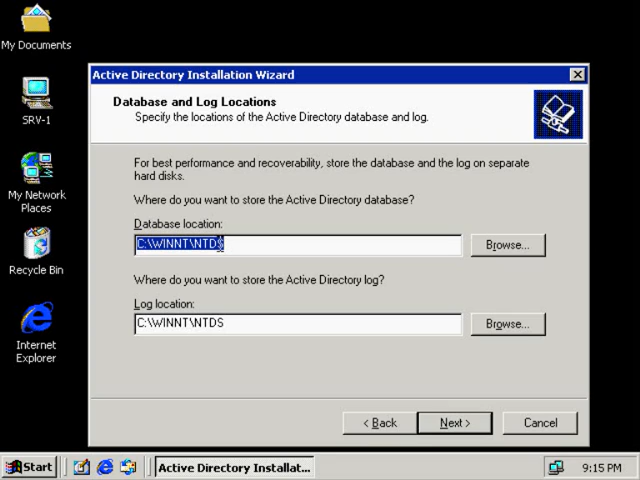 My Documents
SRV-1
My Network
Places
Recycle Bin
Internet
Explorer
Active Directory Installation Wizard
Database and Log Locations
Specify the locations of the Active Directory database and log.
For best performance and recoverability, store the database and the log on separate
hard disks.
Where do you want to store the Active Directory database?
Database location:
C:\WINNT\NTDS
Browse...
Where do you want to store the Active Directory log?
Log location:
C:\WINNT\NTDS
Browse...
< Back
Next >
Cancel
Start
Active Directory Installat...
9:15 PM